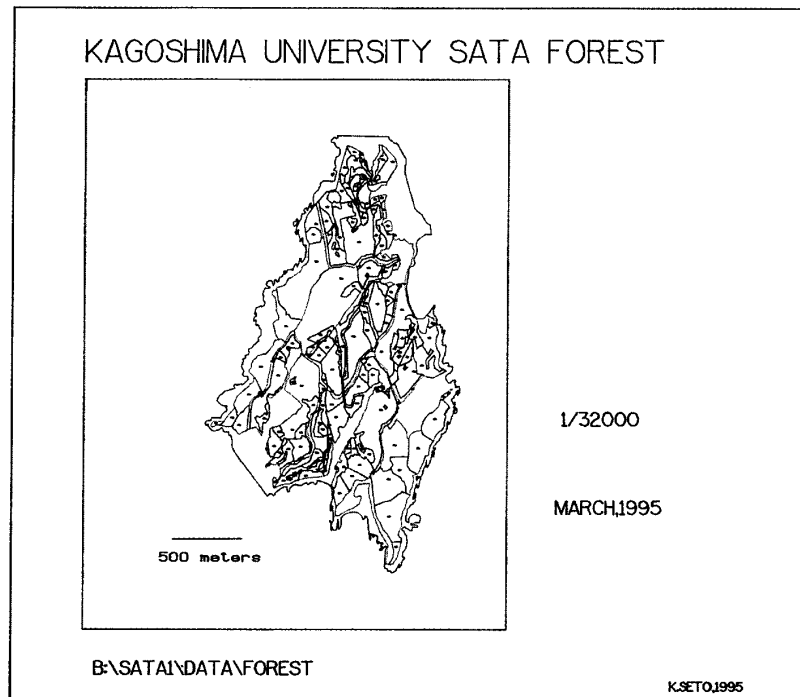 KAGOSHIMA UNIVERSITY SATA FOREST
1/32000
MARCH,1995
500 meters
B:\SATA1\DATA\FOREST
K.SETO,1995